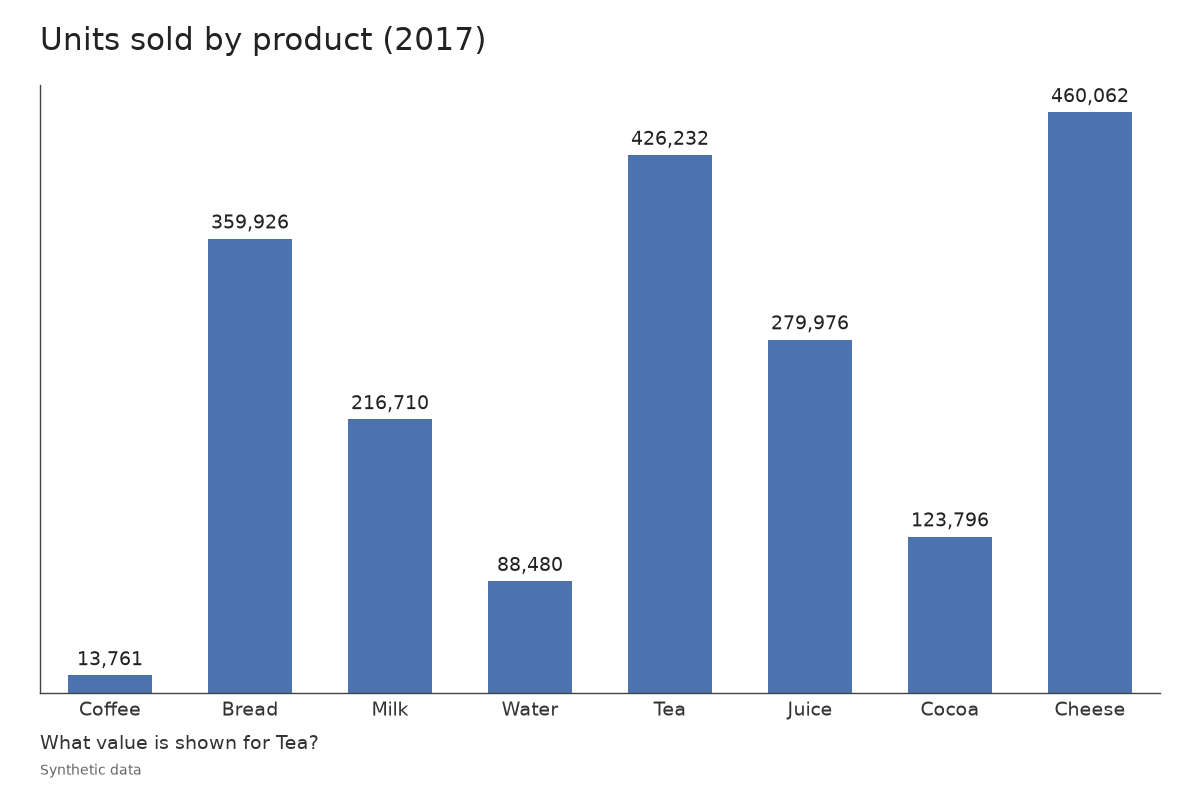 Units sold by product (2017)
460,062
426,232
359,926
279,976
216,710
123,796
88,480
13,761
Coffee Bread Milk Water Tea Juice Cocoa Cheese
What value is shown for Tea?
Synthetic data